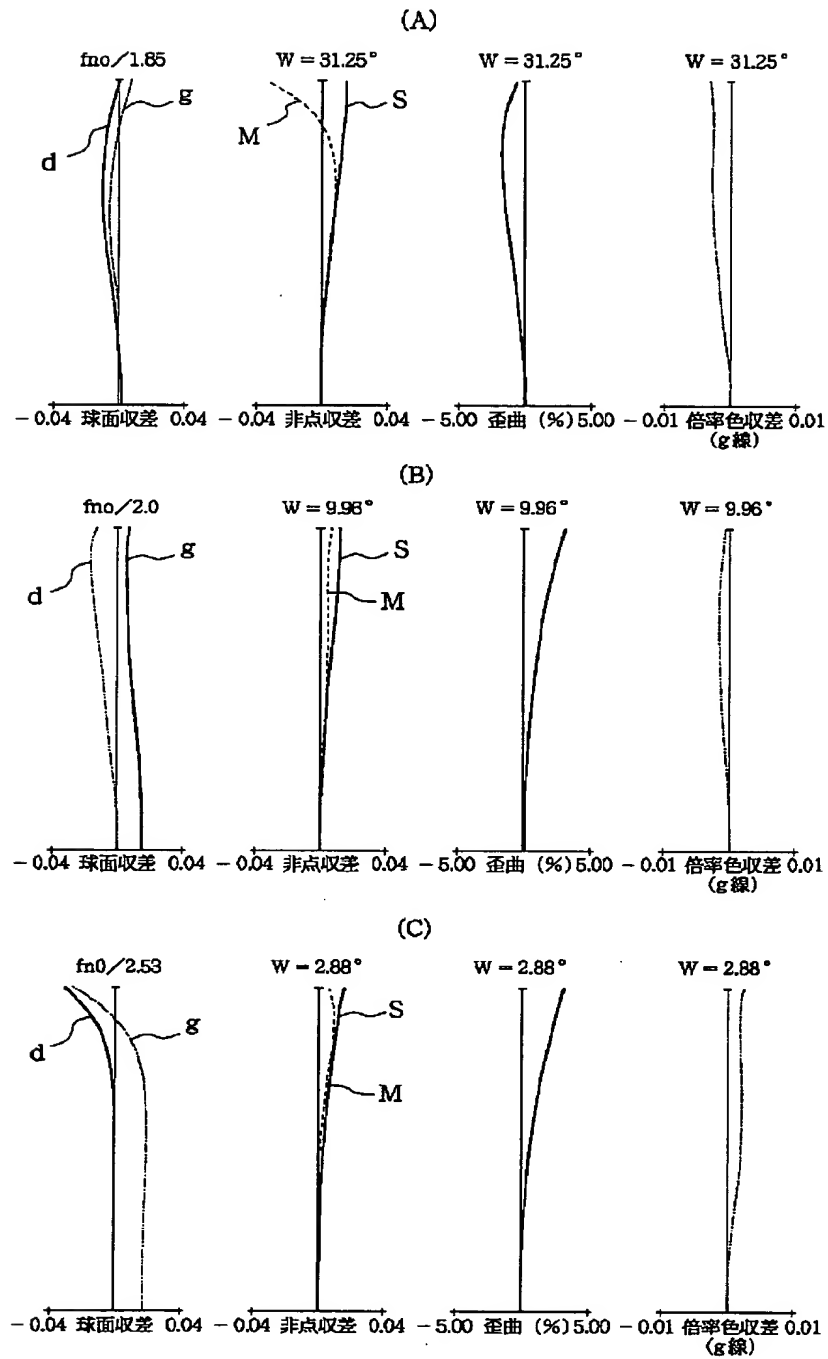 (A)
fno/1.85 W = 31.25° W = 31.25° W = 31.25°
g
d
M
S
-0.04 球面収差 0.04 -0.04 非点収差 0.04 -5.00 歪曲 (%) 5.00 -0.01 倍率色収差 0.01
(g線)
(B)
fno/2.0 W = 9.96° W = 9.96° W = 9.96°
g
d
S
M
-0.04 球面収差 0.04 -0.04 非点収差 0.04 -5.00 歪曲 (%) 5.00 -0.01 倍率色収差 0.01
(g線)
(C)
fn0/2.53 W = 2.88° W = 2.88° W = 2.88°
g
d
S
M
-0.04 球面収差 0.04 -0.04 非点収差 0.04 -5.00 歪曲 (%) 5.00 -0.01 倍率色収差 0.01
(g線)